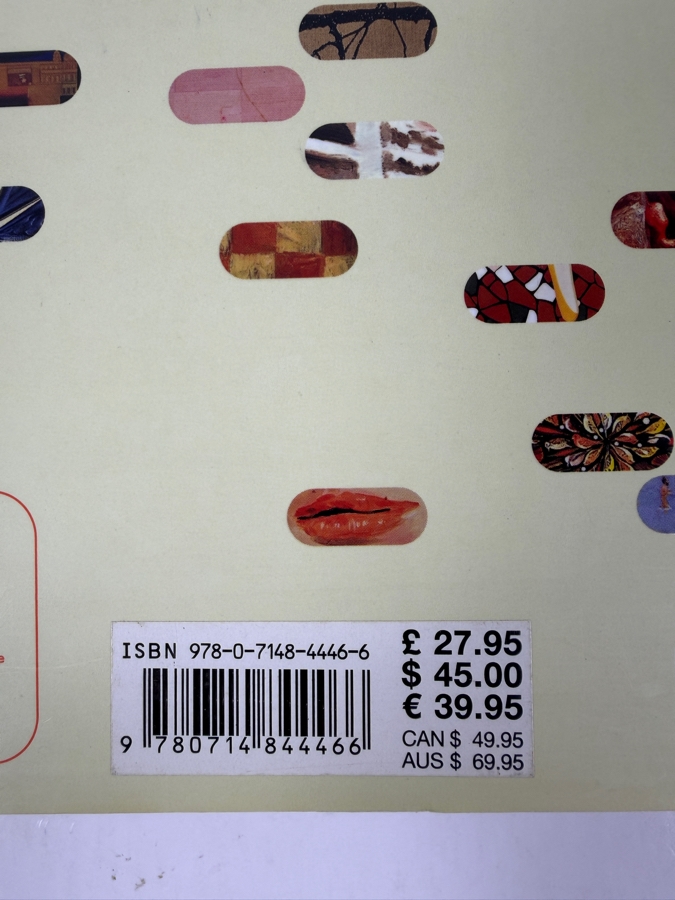 ISBN 978-0-7148-4446-6
9 780714 844466
£ 27.95
$ 45.00
€ 39.95
CAN $ 49.95
AUS $ 69.95